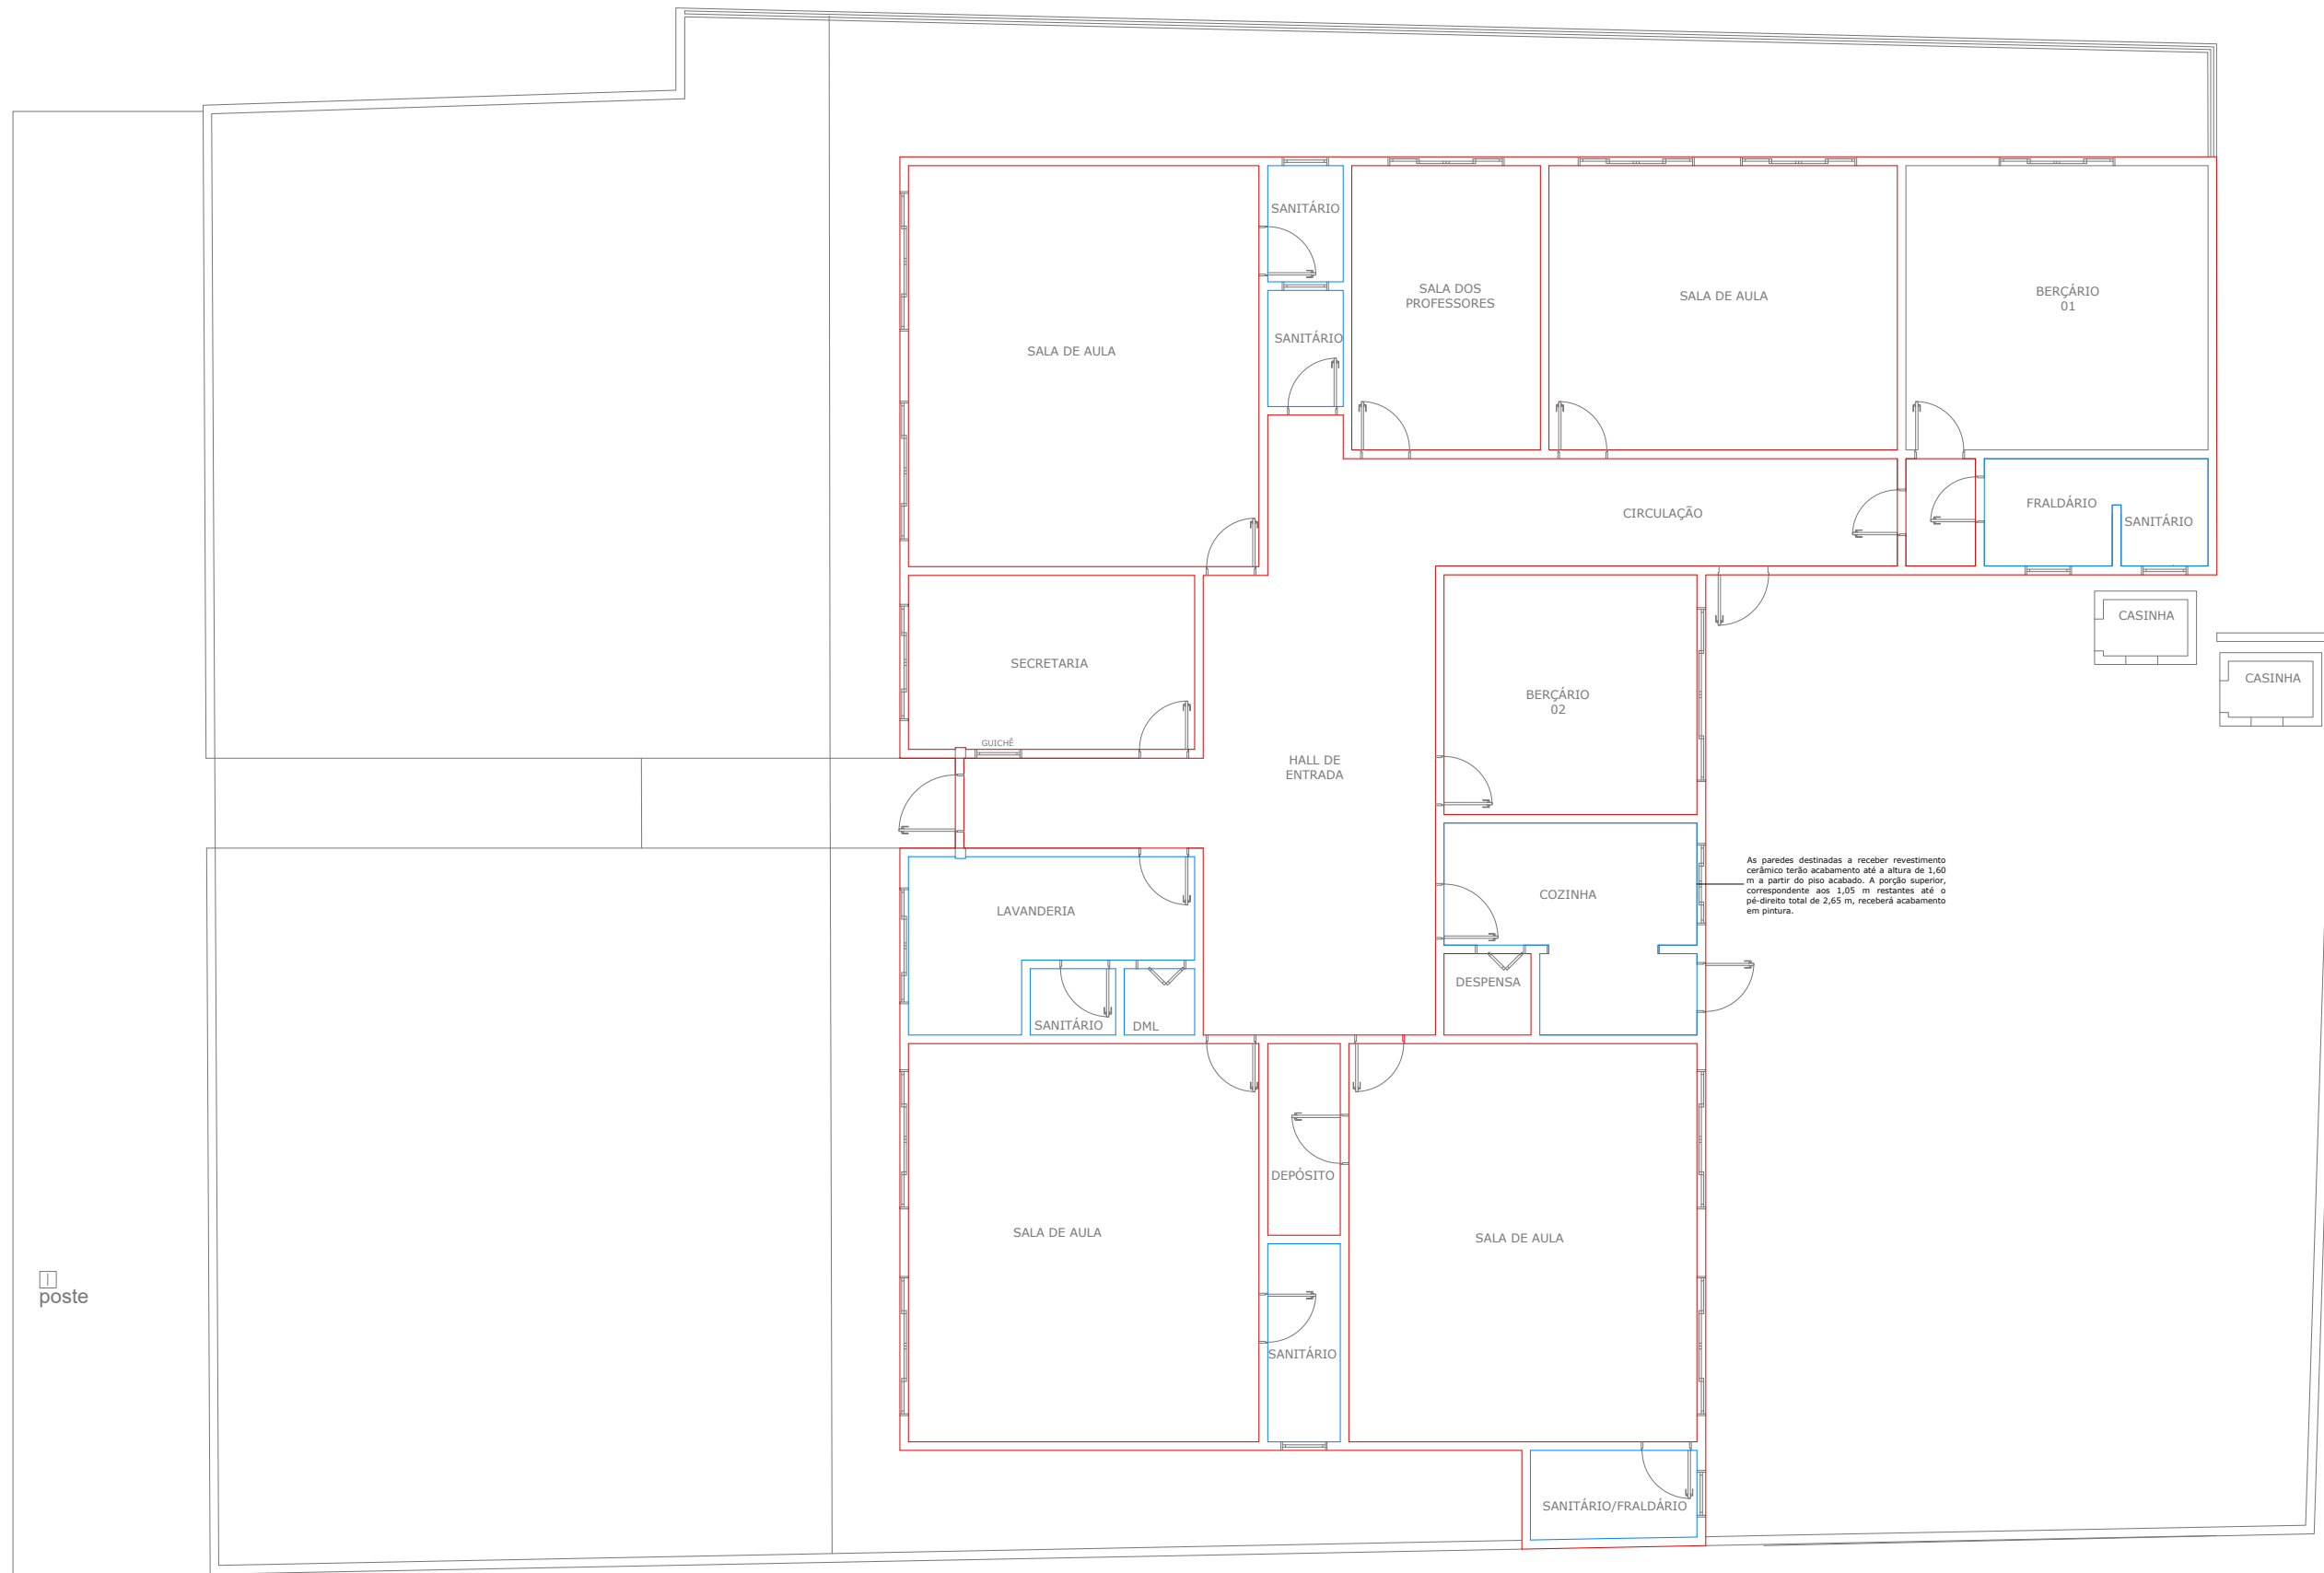 SANITÁRIO
SALA DOS
PROFESSORES
SALA DE AULA
BERÇÁRIO
01
SANITÁRIO
SALA DE AULA
CIRCULAÇÃO
FRALDÁRIO
SANITÁRIO
CASINHA
CASINHA
SECRETARIA
BERÇÁRIO
02
GUICHÊ
HALL DE
ENTRADA
LAVANDERIA
COZINHA
As paredes destinadas a receber revestimento
cerâmico terão acabamento até a altura de 1,60
m a partir do piso acabado. A porção superior,
correspondente aos 1,05 m restantes até o
pé-direito total de 2,65 m, receberá acabamento
em pintura.
DESPENSA
SANITÁRIO
DML
DEPÓSITO
SALA DE AULA
SALA DE AULA
poste
SANITÁRIO
SANITÁRIO/FRALDÁRIO